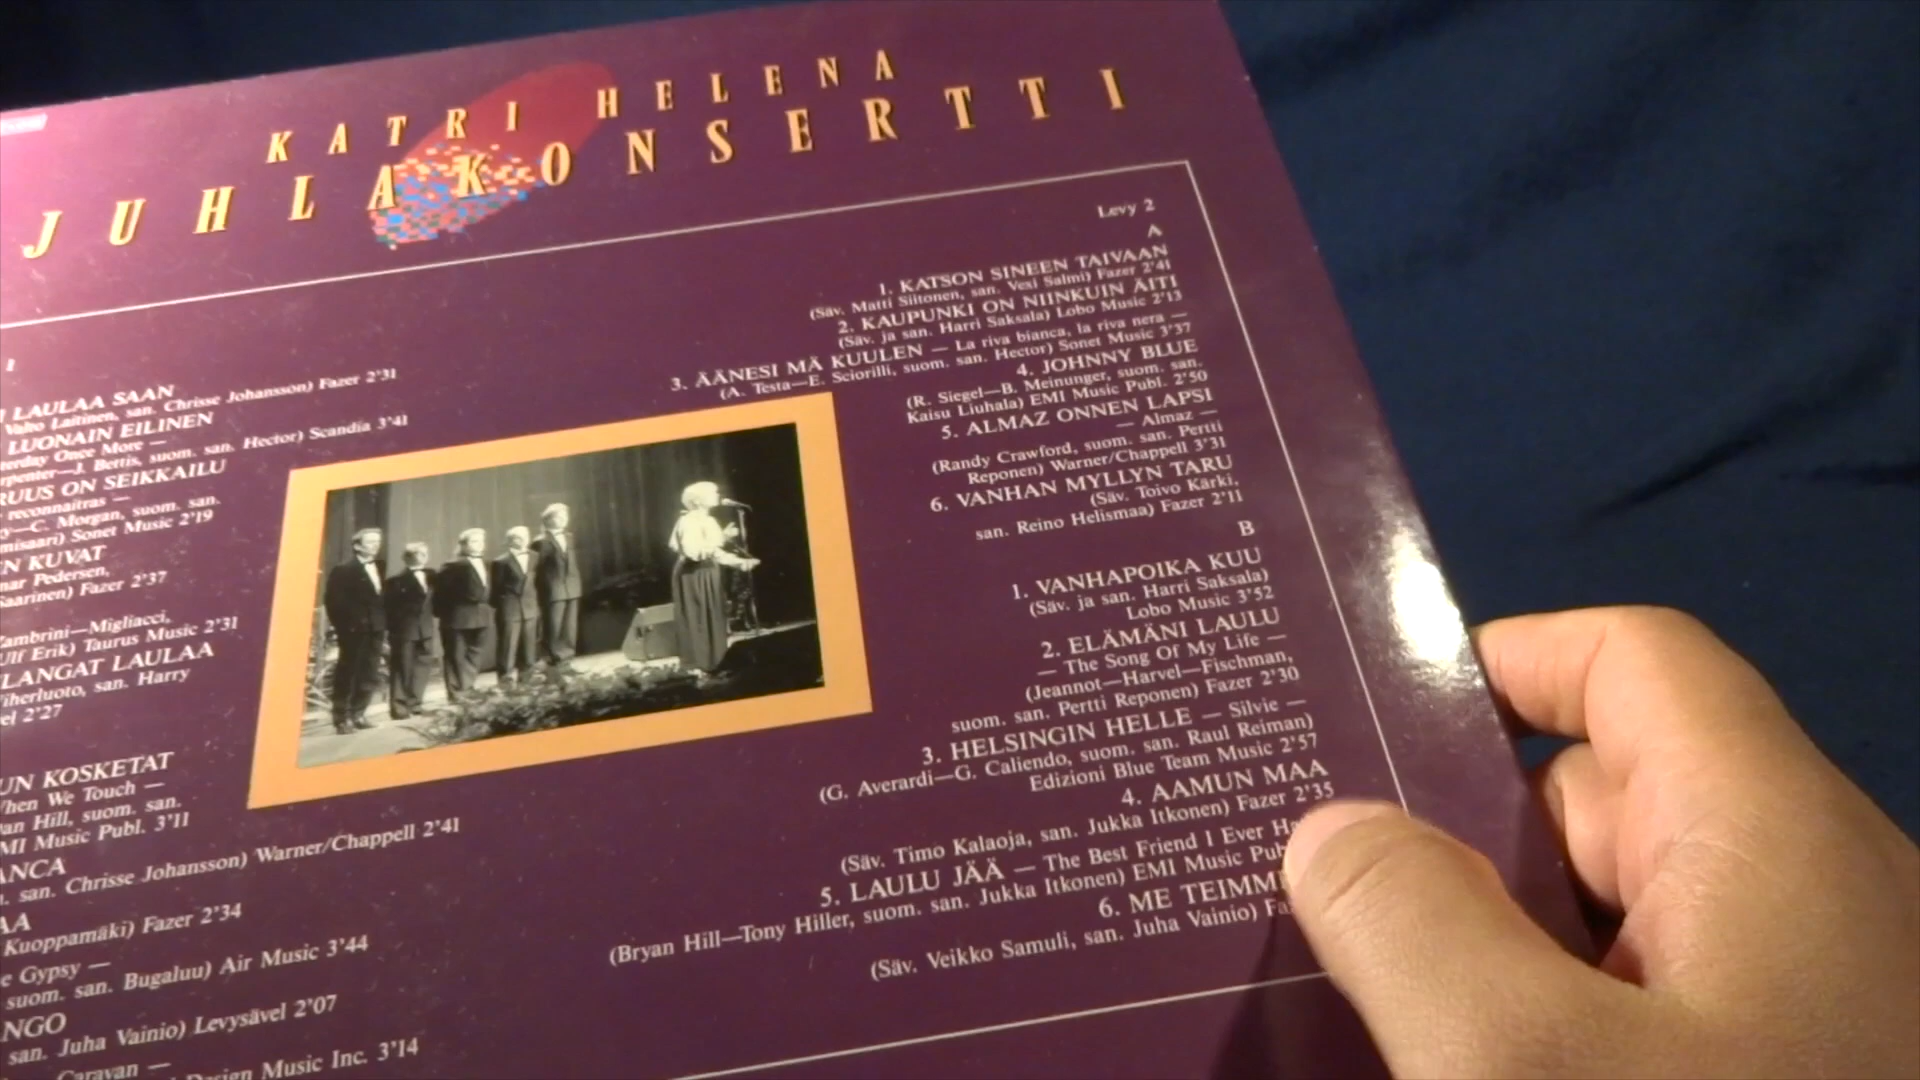 KATRI HELENA
JUHLAKONSERTTI
LAULAA SAAN
Valto Laitinen, san. Chrisse Johansson) Fazer 2'31
LUONAIN EILINEN
Once More —
J. Bettis, suom. san. Hector) Scandia 3'41
ON SEIKKAILU
reconnaitras —
C. Morgan, suom. san.
Sonet Music 2'19
KUVAT
Pedersen,
Fazer 2'37
Migliacci,
Ulf Erik) Taurus Music 2'31
LAULAA
san. Harry
2'27
KOSKETAT
When We Touch —
Hill, suom. san.
Music Publ. 3'11
san. Chrisse Johansson) Warner/Chappell 2'41
Kuoppamäki) Fazer 2'34
Gypsy —
suom. san. Bugaluu) Air Music 3'44
san. Juha Vainio) Levysävel 2'07
Caravan —
Design Music Inc. 3'14
Levy 2
A
1. KATSON SINEEN TAIVAAN
(Säv. Matti Siitonen, san. Vexi Salmi) Fazer 2'41
2. KAUPUNKI ON NIINKUIN ÄITI
(Säv. ja san. Harri Saksala) Lobo Music 2'13
3. ÄÄNESI MÄ KUULEN — La riva bianca, la riva nera —
(A. Testa—E. Sciorilli, suom. san. Hector) Sonet Music 3'37
4. JOHNNY BLUE
(R. Siegel—B. Meinunger, suom. san.
Kaisu Liuhala) EMI Music Publ. 2'50
5. ALMAZ ONNEN LAPSI
— Almaz —
(Randy Crawford, suom. san. Pertti
Reponen) Warner/Chappell 3'31
6. VANHAN MYLLYN TARU
(Säv. Toivo Kärki,
san. Reino Helismaa) Fazer 2'11
B
1. VANHAPOIKA KUU
(Säv. ja san. Harri Saksala)
Lobo Music 3'52
2. ELÄMÄNI LAULU
— The Song Of My Life —
(Jeannot—Harvel—Fischman,
suom. san. Pertti Reponen) Fazer 2'30
3. HELSINGIN HELLE — Silvie —
(G. Averardi—G. Caliendo, suom. san. Raul Reiman)
Edizioni Blue Team Music 2'57
4. AAMUN MAA
(Säv. Timo Kalaoja, san. Jukka Itkonen) Fazer 2'35
5. LAULU JÄÄ — The Best Friend I Ever
(Bryan Hill—Tony Hiller, suom. san. Jukka Itkonen) EMI Music
6. ME
(Säv. Veikko Samuli, san. Juha Vainio)